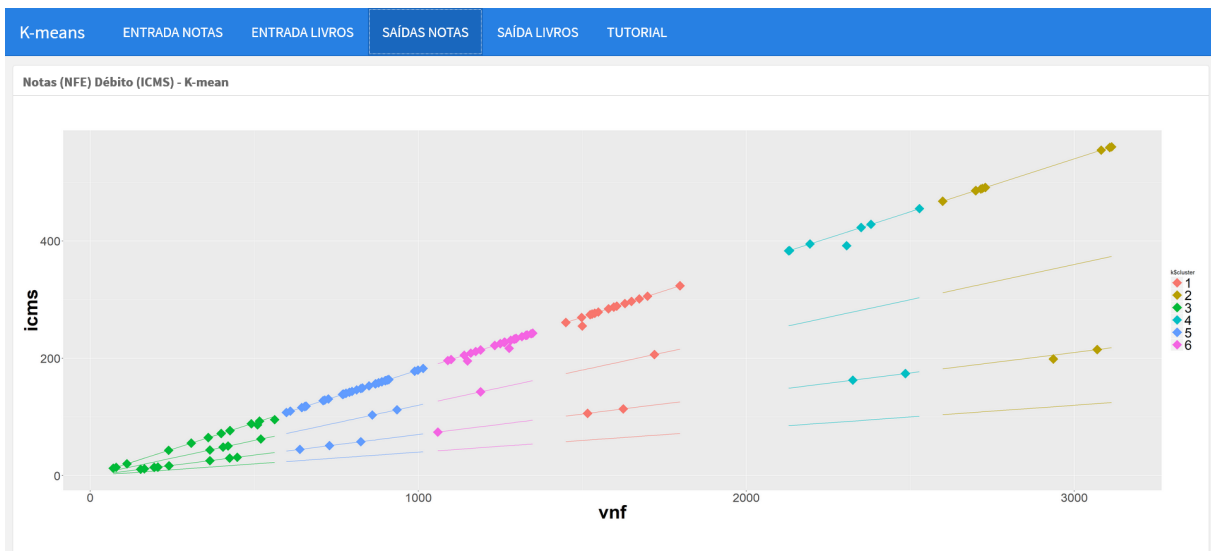 K-means ENTRADA NOTAS ENTRADA LIVROS SAÍDAS NOTAS SAÍDA LIVROS TUTORIAL
Notas (NFE) Débito (ICMS) - K-mean
400
200
0
icms
0 1000 2000 3000
vnf
k$cluster
1
2
3
4
5
6